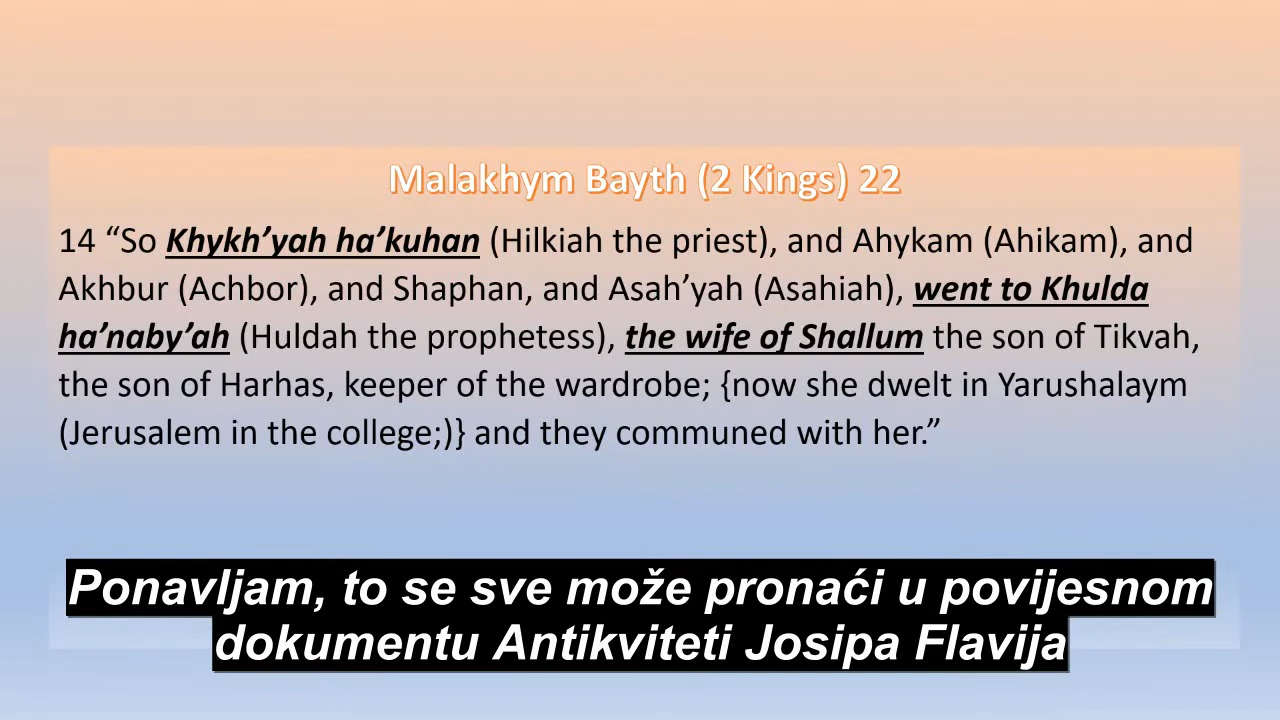 Malakhym Bayth (2 Kings) 22
14 “So Khykh’yah ha’kuhan (Hilkiah the priest), and Ahykam (Ahikam), and
Akhbur (Achbor), and Shaphan, and Asah’yah (Asahiah), went to Khulda
ha’naby’ah (Huldah the prophetess), the wife of Shallum the son of Tikvah,
the son of Harhas, keeper of the wardrobe; {now she dwelt in Yarushalaym
(Jerusalem in the college;)} and they communed with her.”
Ponavljam, to se sve može pronaći u povijesnom
dokumentu Antikviteti Josipa Flavija